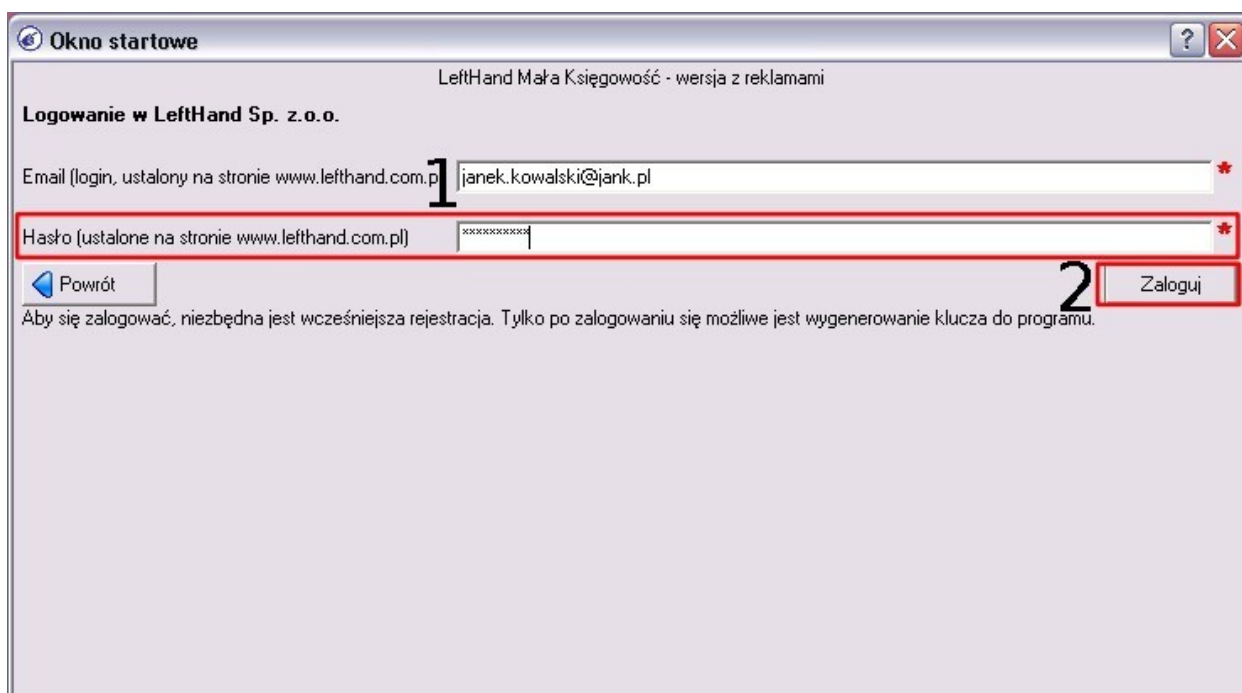 Okno startowe
LeftHand Mała Księgowość - wersja z reklamami
Logowanie w LeftHand Sp. z.o.o.
Email (login, ustalony na stronie www.lefthand.com.p 1 janek.kowalski@jank.pl *
Hasło (ustalone na stronie www.lefthand.com.pl) ×××××××××× *
Powrót 2 Zaloguj
Aby się zalogować, niezbędna jest wcześniejsza rejestracja. Tylko po zalogowaniu się możliwe jest wygenerowanie klucza do programu.